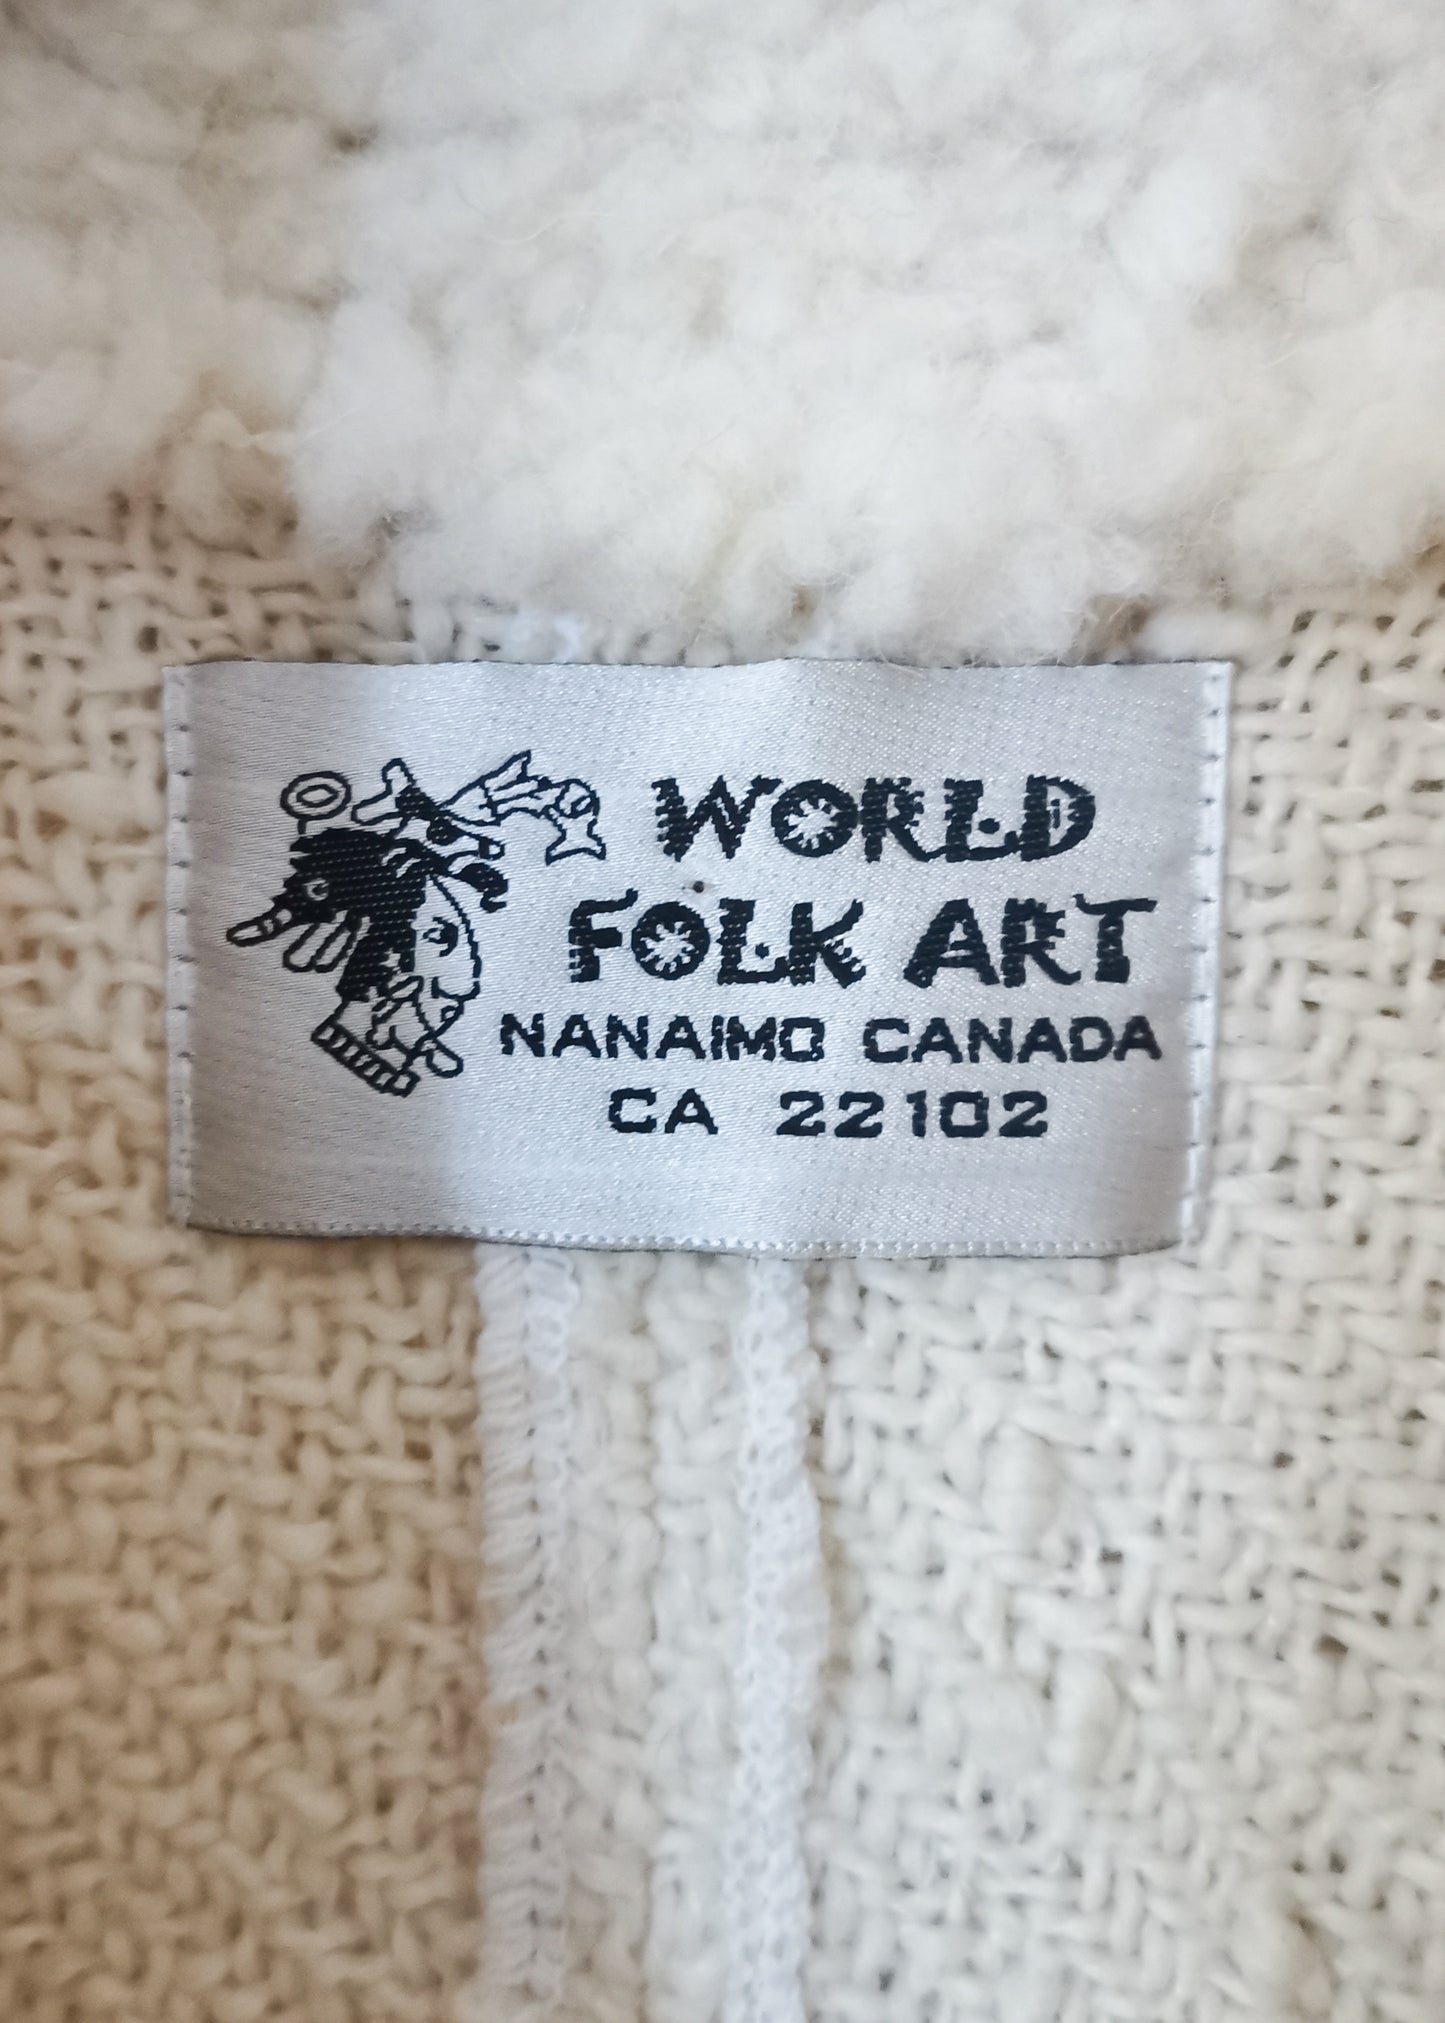 WORLD
FOLK ART
NANAIMO CANADA
CA 22102